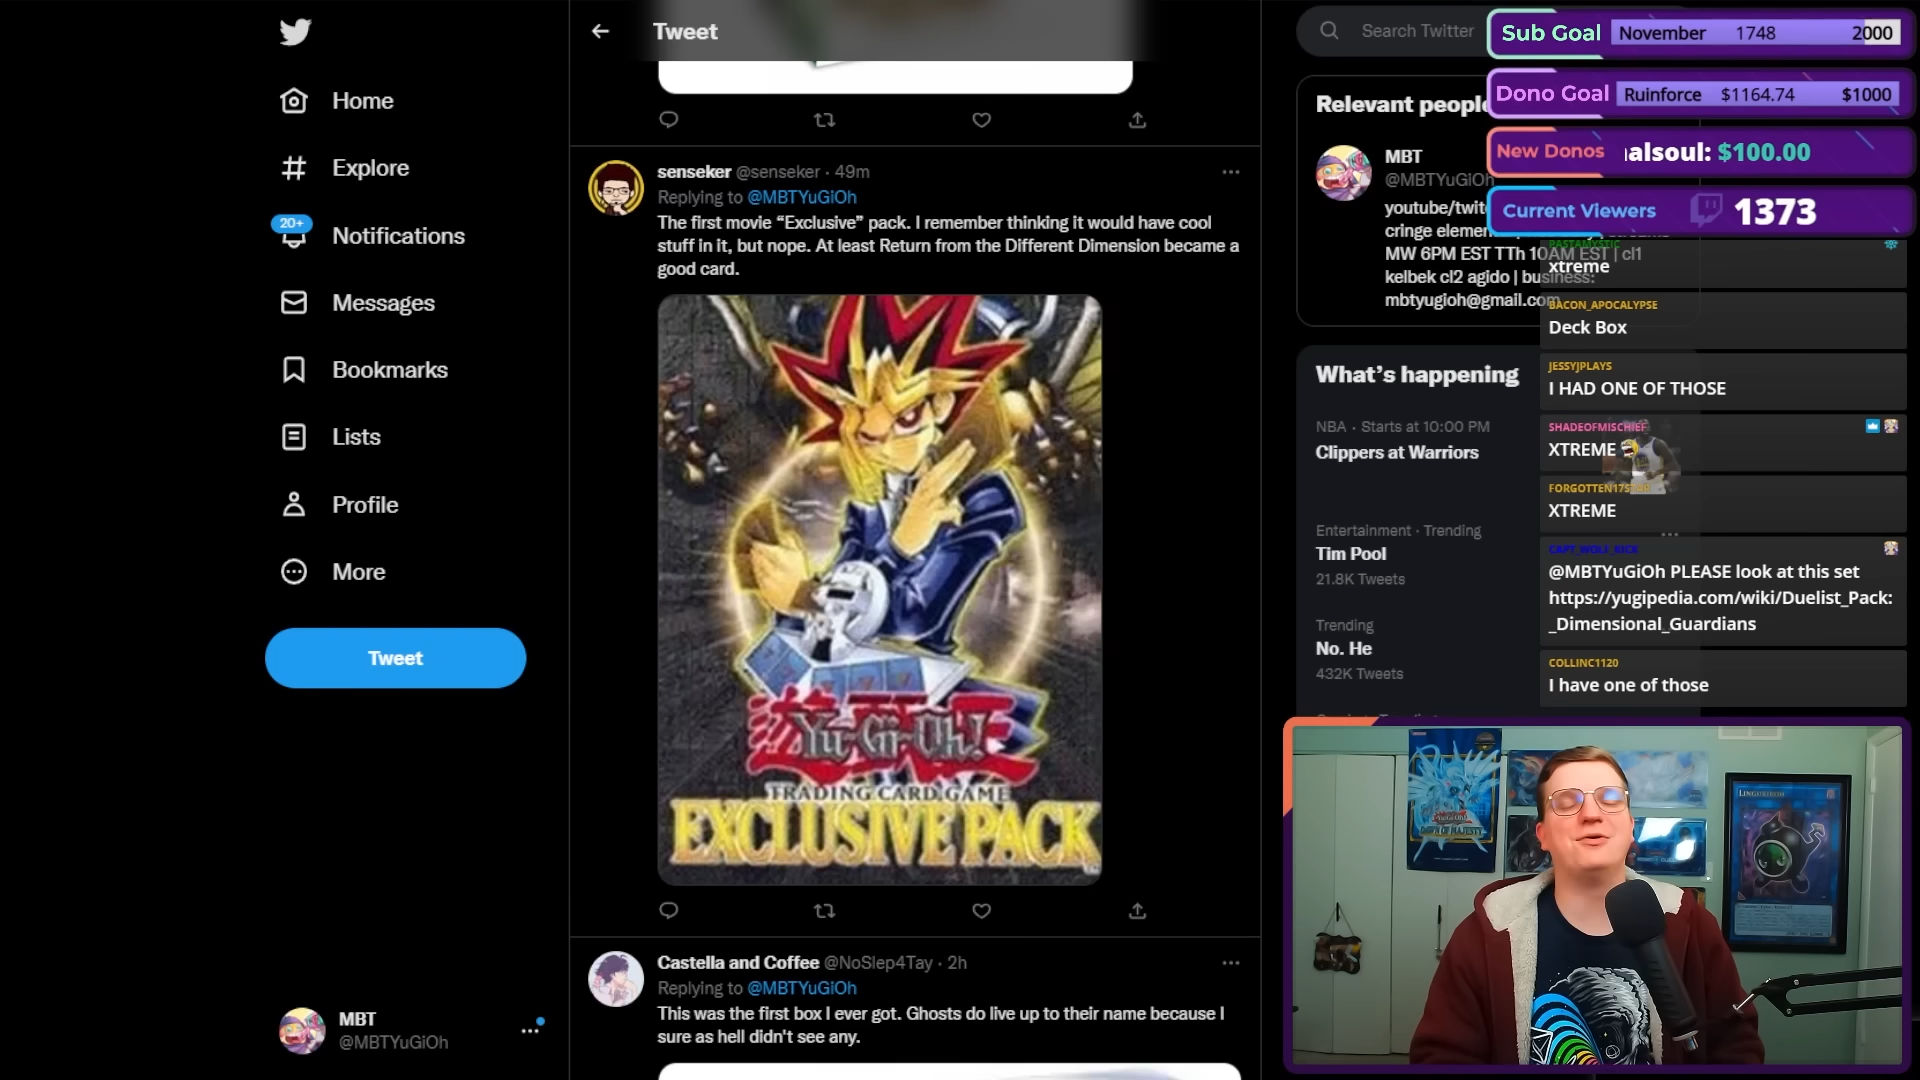 Home
Explore
20+
Notifications
Messages
Bookmarks
Lists
Profile
More
Tweet
MBT
@MBTYuGiOh
Tweet
senseker @senseker · 49m
Replying to @MBTYuGiOh
The first movie “Exclusive” pack. I remember thinking it would have cool
stuff in it, but nope. At least Return from the Different Dimension became a
good card.
Yu-Gi-Oh!
TRADING CARD GAME
EXCLUSIVE PACK
Castella and Coffee @NoSlep4Tay · 2h
Replying to @MBTYuGiOh
This was the first box I ever got. Ghosts do live up to their name because I
sure as hell didn't see any.
Search Twitter
Relevant people
MBT
@MBTYuGiOh
cringe
MW 6PM EST TTh 10AM EST | cl1
kelbek cl2 agido | business:
mbtyugioh@gmail.com
What’s happening
NBA · Starts at 10:00 PM
Clippers at Warriors
Entertainment · Trending
Tim Pool
21.8K Tweets
Trending
No. He
432K Tweets
Sub Goal November 1748 2000
Dono Goal Ruinforce $1164.74 $1000
New Donos alsoul: $100.00
Current Viewers 1373
PASTAMYSTIC
xtreme
BACON_APOCALYPSE
Deck Box
JESSYJPLAYS
I HAD ONE OF THOSE
SHADEOFMISCHIEF
XTREME
XTREME
@MBTYuGiOh PLEASE look at this set
https://yugipedia.com/wiki/Duelist_Pack:
_Dimensional_Guardians
COLLINC1120
I have one of those
DAWN OF MAJESTY
LINKURIBOH